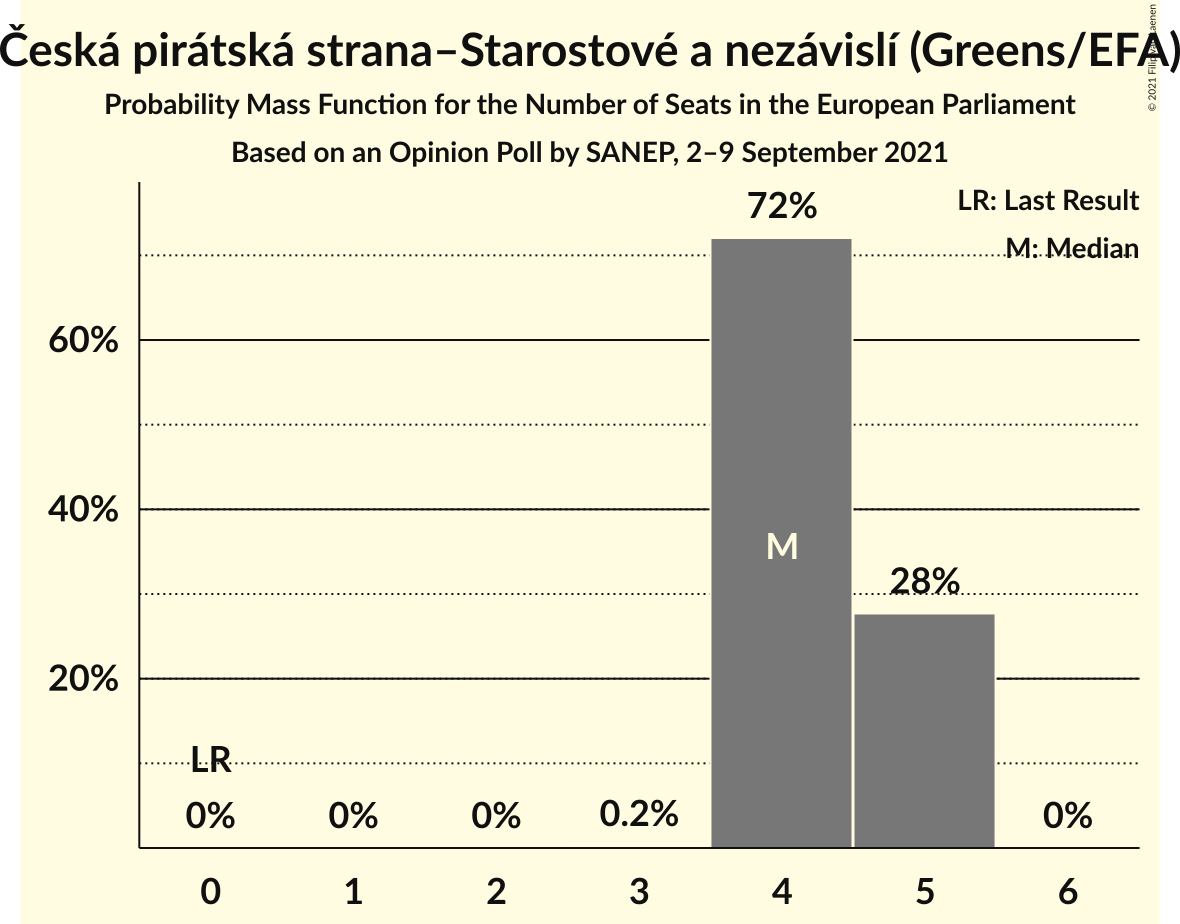 Česká pirátská strana–Starostové a nezávislí (Greens/EFA)
Probability Mass Function for the Number of Seats in the European Parliament
Based on an Opinion Poll by SANEP, 2–9 September 2021
© 2021 Filip
LR: Last Result
M: Median
72%
60%
40%
M
28%
20%
LR
0% 0% 0% 0.2% 0%
0 1 2 3 4 5 6